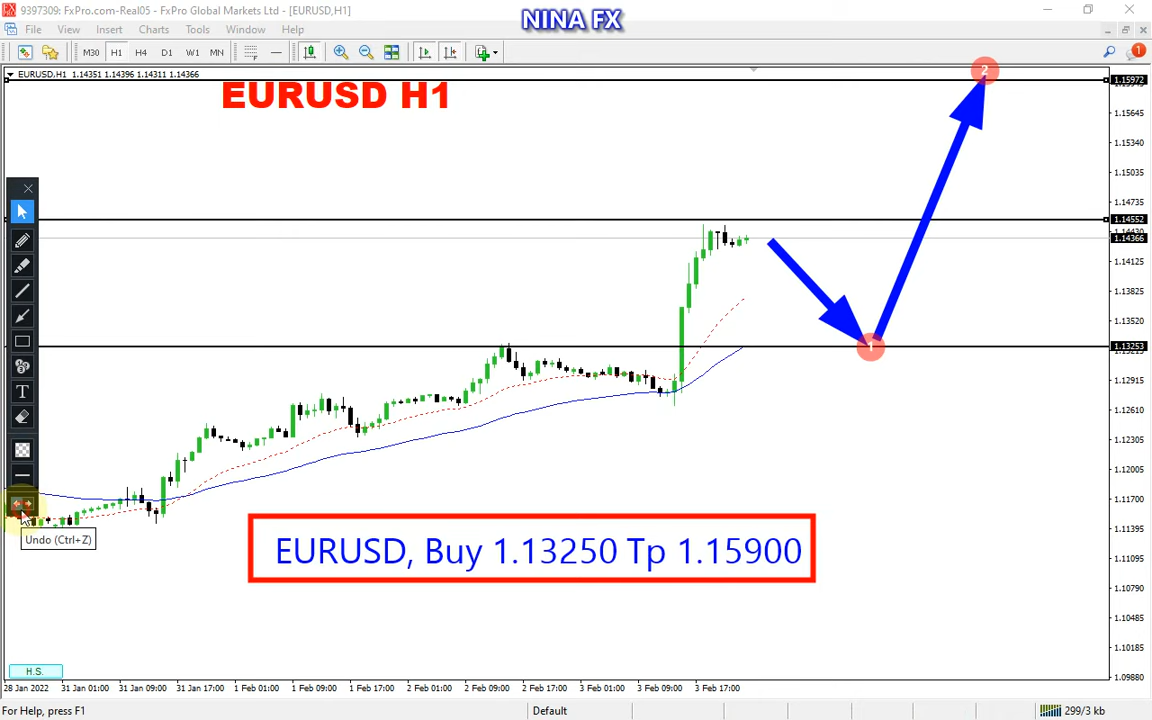 9397309: FxPro.com-Real05 - FxPro Global Markets Ltd - [EURUSD,H1]
NINA FX
File View Insert Charts Tools Window Help
M30 H1 H4 D1 W1 MN
1
EURUSD,H1 1.14351 1.14396 1.14311 1.14366
EURUSD H1
2
1.15972
1.15645
1.15340
1.15035
1.14735
1.14552
1.14366
1.14125
1.13825
1.13520
1.13253
1
1.12915
1.12610
1.12305
1.12005
1.11700
1.11395
1.11095
1.10790
1.10485
1.10185
1.09880
T
Undo (Ctrl+Z)
EURUSD, Buy 1.13250 Tp 1.15900
H.S.
28 Jan 2022 31 Jan 01:00 31 Jan 09:00 31 Jan 17:00 1 Feb 01:00 1 Feb 09:00 1 Feb 17:00 2 Feb 01:00 2 Feb 09:00 2 Feb 17:00 3 Feb 01:00 3 Feb 09:00 3 Feb 17:00
For Help, press F1
Default
299/3 kb